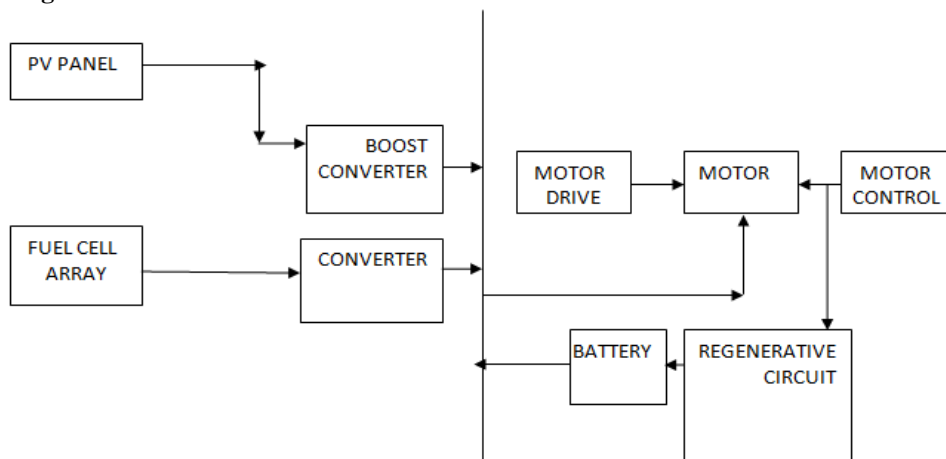 PV PANEL
BOOST
CONVERTER
MOTOR
DRIVE
MOTOR
MOTOR
CONTROL
FUEL CELL
ARRAY
CONVERTER
BATTERY
REGENERATIVE
CIRCUIT